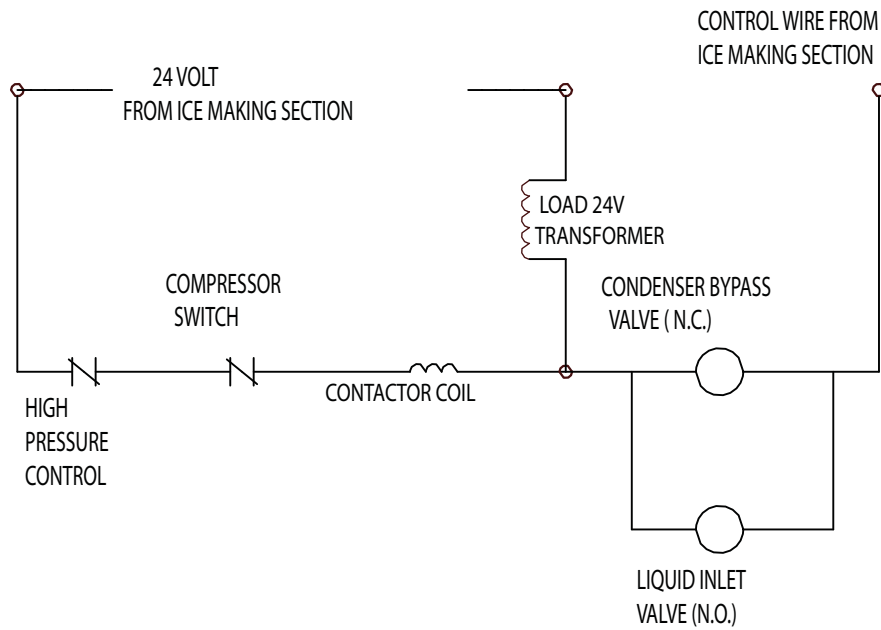 CONTROL WIRE FROM
ICE MAKING SECTION
24 VOLT
FROM ICE MAKING SECTION
LOAD 24V
TRANSFORMER
COMPRESSOR
SWITCH
CONDENSER BYPASS
VALVE ( N.C.)
CONTACTOR COIL
HIGH
PRESSURE
CONTROL
LIQUID INLET
VALVE (N.O.)